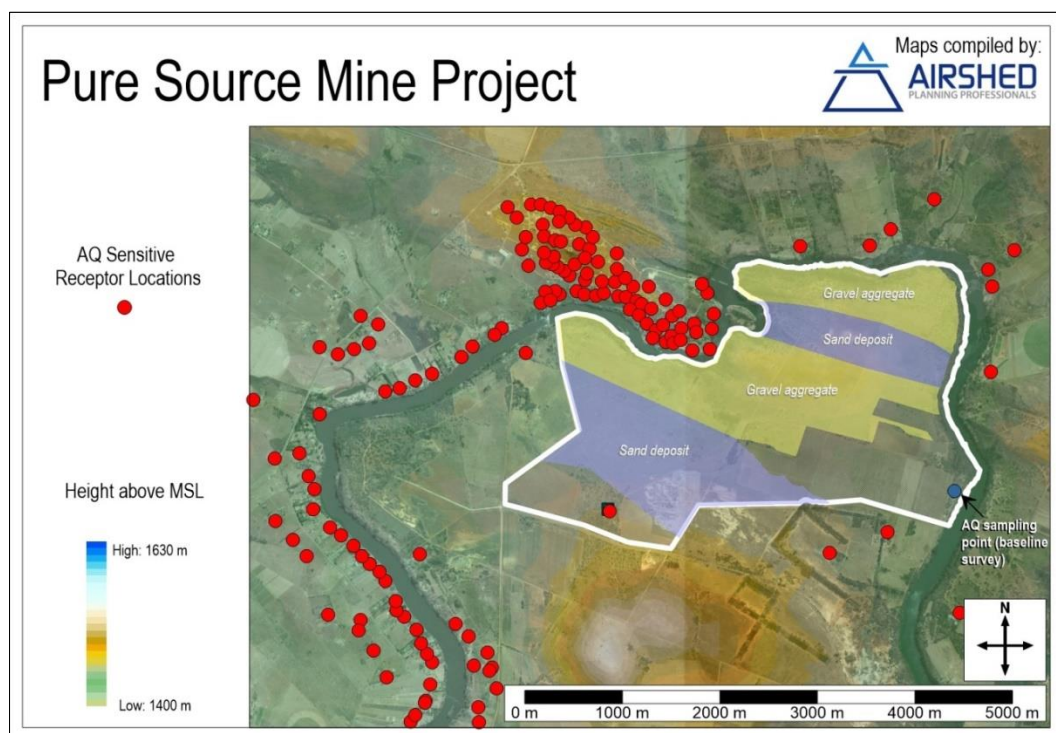 Pure Source Mine Project
Maps compiled by:
AIRSHED
PLANNING PROFESSIONALS
AQ Sensitive
Receptor Locations
Height above MSL
High: 1630 m
Low: 1400 m
Gravel aggregate
Sand deposit
Gravel aggregate
Sand deposit
AQ sampling
point (baseline
survey)
N
0 m
1000 m
2000 m
3000 m
4000 m
5000 m